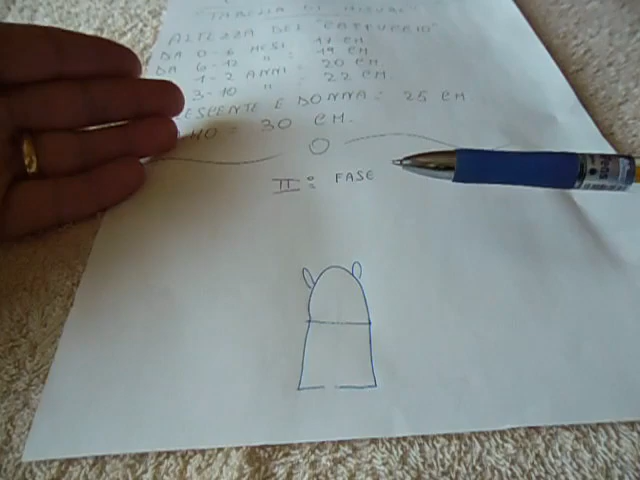 "TABELLA DI MISURE"
ALTEZZA DEL "CAPPUCCIO"
DA 0-6 MESI 17 CM
DA 6-12 " = 19 CM
1-2 ANNI = 20 CM
3-10 " = 22 CM
ESCENTE E DONNA = 25 CM
MO = 30 CM.
II° FASE